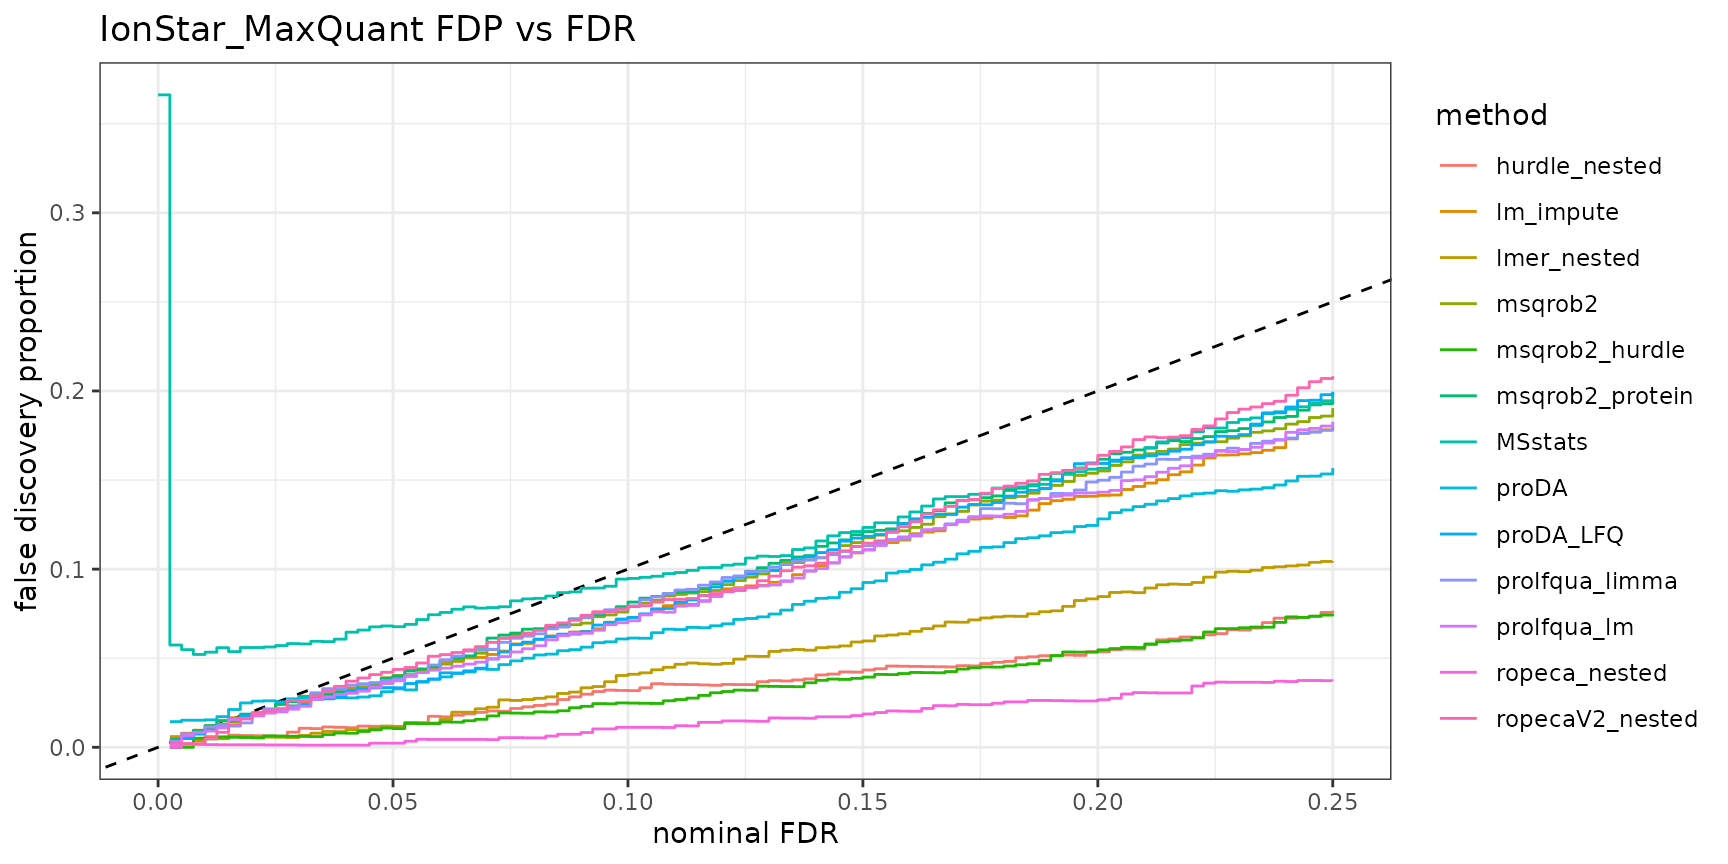 IonStar_MaxQuant FDP vs FDR
false discovery proportion
0.3
0.2
0.1
0.0
0.00 0.05 0.10 0.15 0.20 0.25
nominal FDR
method
hurdle_nested
lm_impute
lmer_nested
msqrob2
msqrob2_hurdle
msqrob2_protein
MSstats
proDA
proDA_LFQ
prolfqua_limma
prolfqua_lm
ropeca_nested
ropecaV2_nested